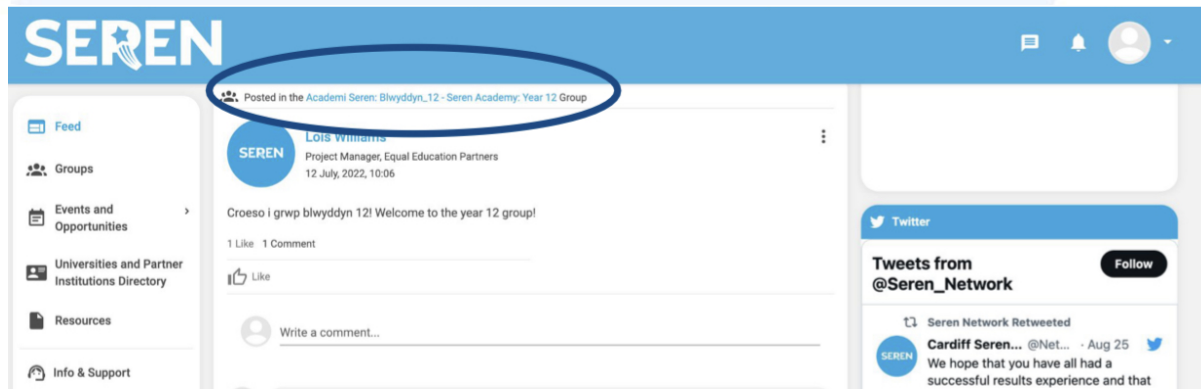 SEREN
Posted in the Academi Seren: Blwyddyn_12 - Seren Academy: Year 12 Group
Feed
Groups
Events and
Opportunities
Universities and Partner
Institutions Directory
Resources
Info & Support
SEREN
Lois Williams
Project Manager, Equal Education Partners
12 July, 2022, 10:06
Croeso i grwp blwyddyn 12! Welcome to the year 12 group!
1 Like 1 Comment
Like
Write a comment...
Twitter
Tweets from
@Seren_Network
Follow
Seren Network Retweeted
SEREN
Cardiff Seren... @Net... · Aug 25
We hope that you have all had a
successful results experience and that